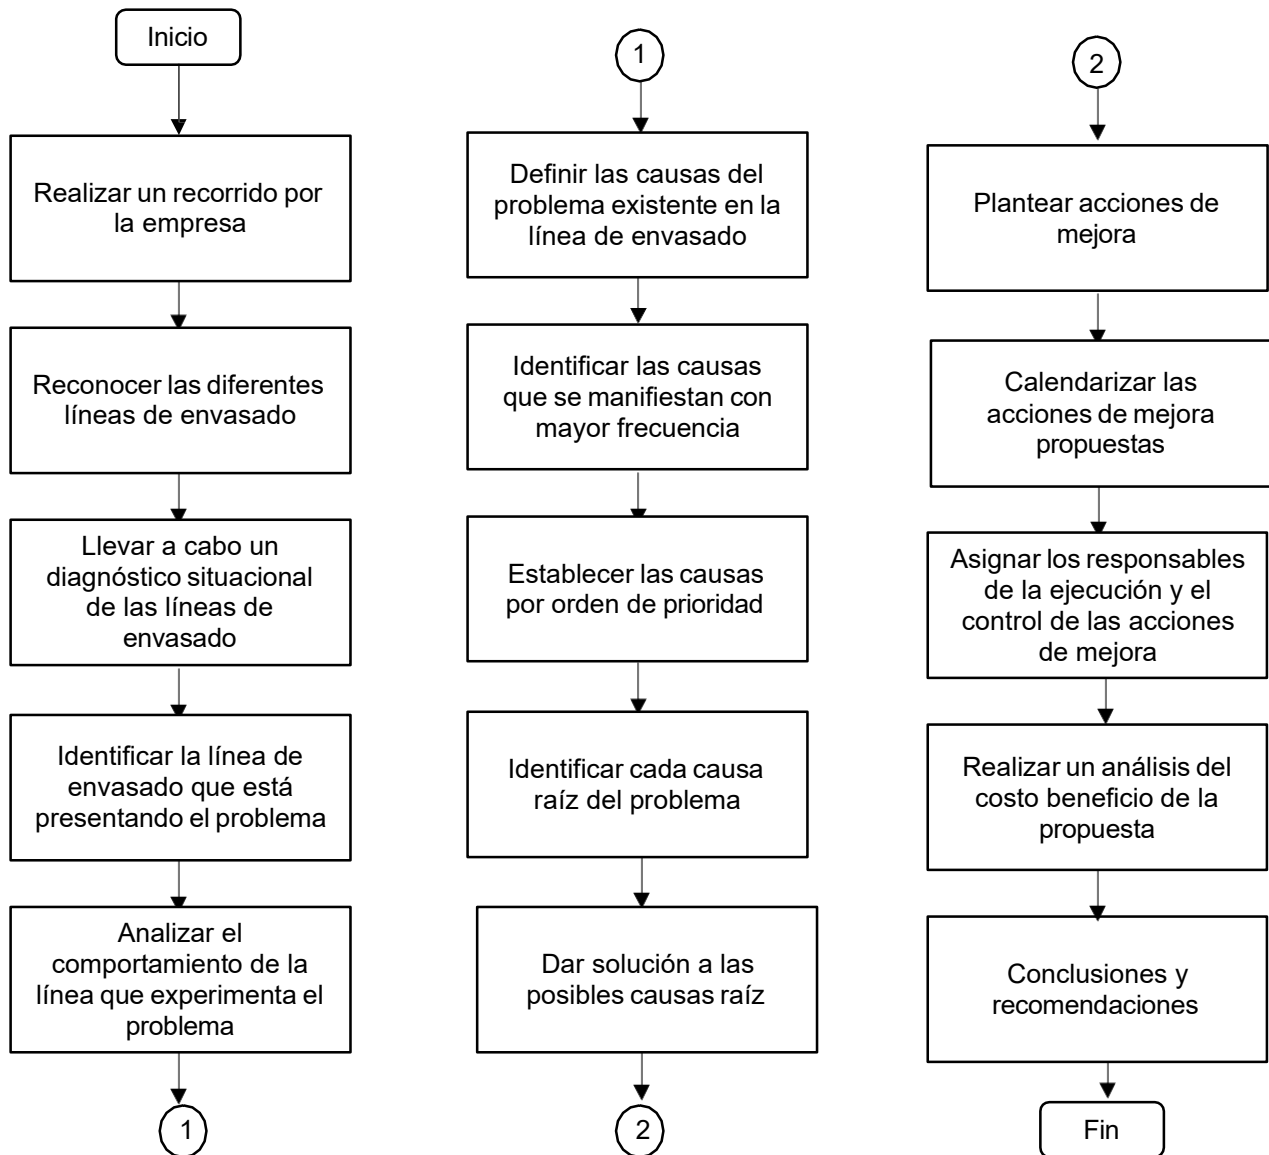 Inicio
Realizar un recorrido por
la empresa
Reconocer las diferentes
líneas de envasado
Llevar a cabo un
diagnóstico situacional
de las líneas de
envasado
Identificar la línea de
envasado que está
presentando el problema
Analizar el
comportamiento de la
línea que experimenta el
problema
1
1
Definir las causas del
problema existente en la
línea de envasado
Identificar las causas
que se manifiestan con
mayor frecuencia
Establecer las causas
por orden de prioridad
Identificar cada causa
raíz del problema
Dar solución a las
posibles causas raíz
2
2
Plantear acciones de
mejora
Calendarizar las
acciones de mejora
propuestas
Asignar los responsables
de la ejecución y el
control de las acciones
de mejora
Realizar un análisis del
costo beneficio de la
propuesta
Conclusiones y
recomendaciones
Fin